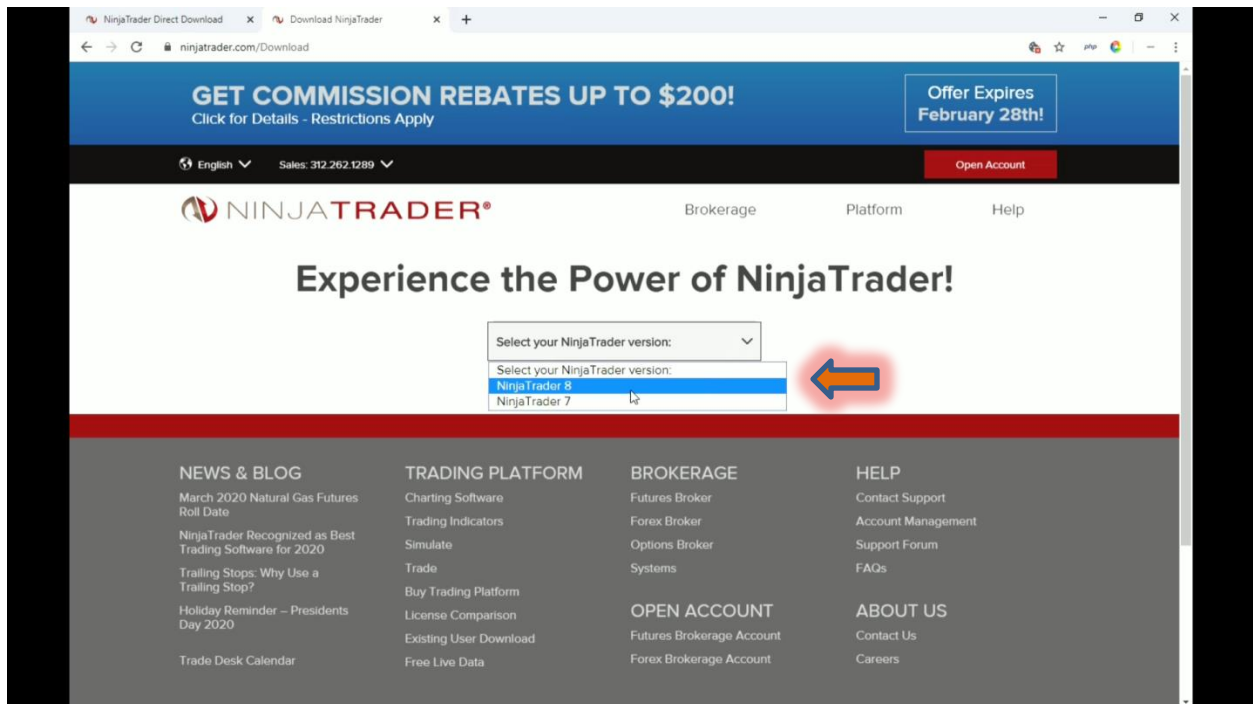 NinjaTrader Direct Download
Download NinjaTrader
ninjatrader.com/Download
php
GET COMMISSION REBATES UP TO $200!
Click for Details - Restrictions Apply
Offer Expires
February 28th!
English
Sales: 312.262.1289
Open Account
NINJATRADER®
Brokerage
Platform
Help
Experience the Power of NinjaTrader!
Select your NinjaTrader version:
Select your NinjaTrader version:
NinjaTrader 8
NinjaTrader 7
NEWS & BLOG
March 2020 Natural Gas Futures
Roll Date
NinjaTrader Recognized as Best
Trading Software for 2020
Trailing Stops: Why Use a
Trailing Stop?
Holiday Reminder – Presidents
Day 2020
Trade Desk Calendar
TRADING PLATFORM
Charting Software
Trading Indicators
Simulate
Trade
Buy Trading Platform
License Comparison
Existing User Download
Free Live Data
BROKERAGE
Futures Broker
Forex Broker
Options Broker
Systems
OPEN ACCOUNT
Futures Brokerage Account
Forex Brokerage Account
HELP
Contact Support
Account Management
Support Forum
FAQs
ABOUT US
Contact Us
Careers